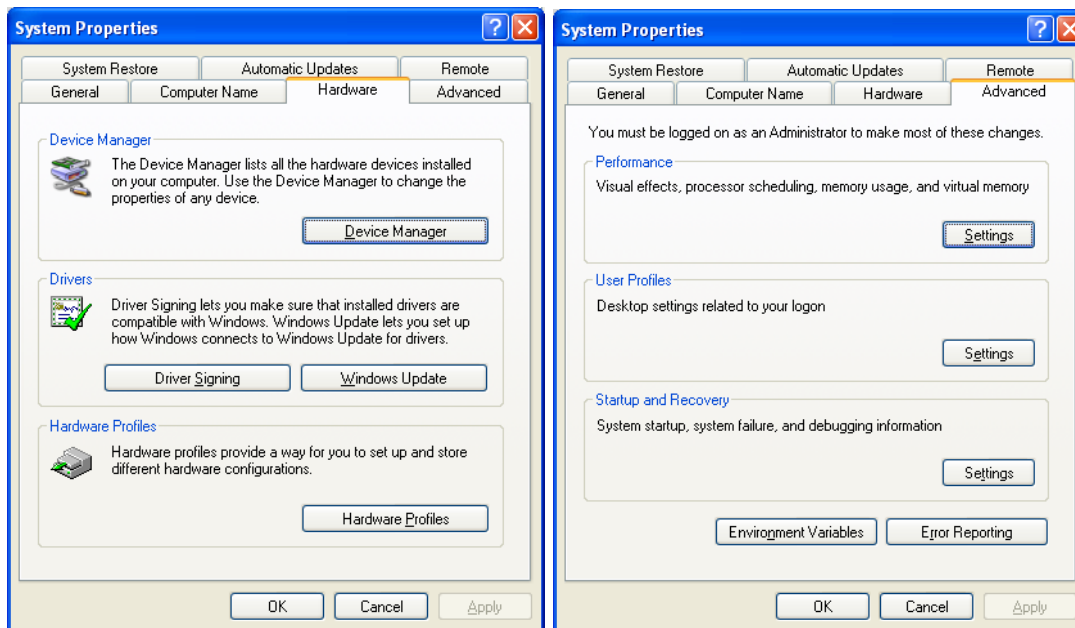 System Properties
System Restore Automatic Updates Remote
General Computer Name Hardware Advanced
Device Manager
The Device Manager lists all the hardware devices installed
on your computer. Use the Device Manager to change the
properties of any device.
Device Manager
Drivers
Driver Signing lets you make sure that installed drivers are
compatible with Windows. Windows Update lets you set up
how Windows connects to Windows Update for drivers.
Driver Signing Windows Update
Hardware Profiles
Hardware profiles provide a way for you to set up and store
different hardware configurations.
Hardware Profiles
OK Cancel Apply
System Properties
System Restore Automatic Updates Remote
General Computer Name Hardware Advanced
You must be logged on as an Administrator to make most of these changes.
Performance
Visual effects, processor scheduling, memory usage, and virtual memory
Settings
User Profiles
Desktop settings related to your logon
Settings
Startup and Recovery
System startup, system failure, and debugging information
Settings
Environment Variables Error Reporting
OK Cancel Apply